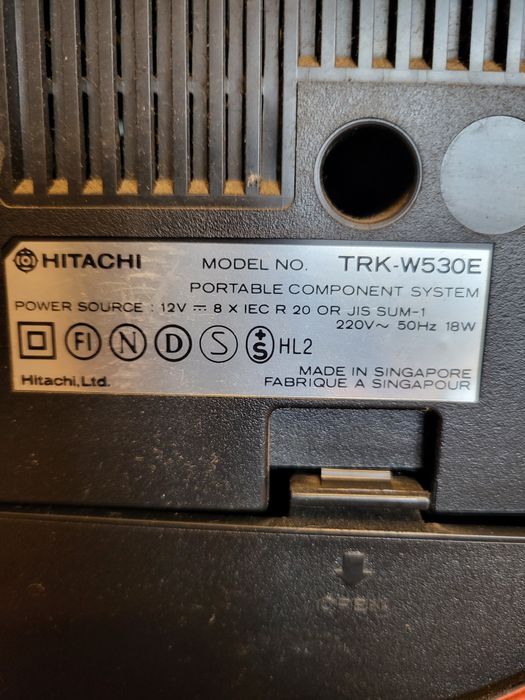 HITACHI MODEL NO. TRK-W530E
PORTABLE COMPONENT SYSTEM
POWER SOURCE : 12V ⎓ 8 X IEC R 20 OR JIS SUM-1
220V∼ 50Hz 18W
FI N D S +S HL2
MADE IN SINGAPORE
Hitachi, Ltd. FABRIQUE A SINGAPOUR
OPEN